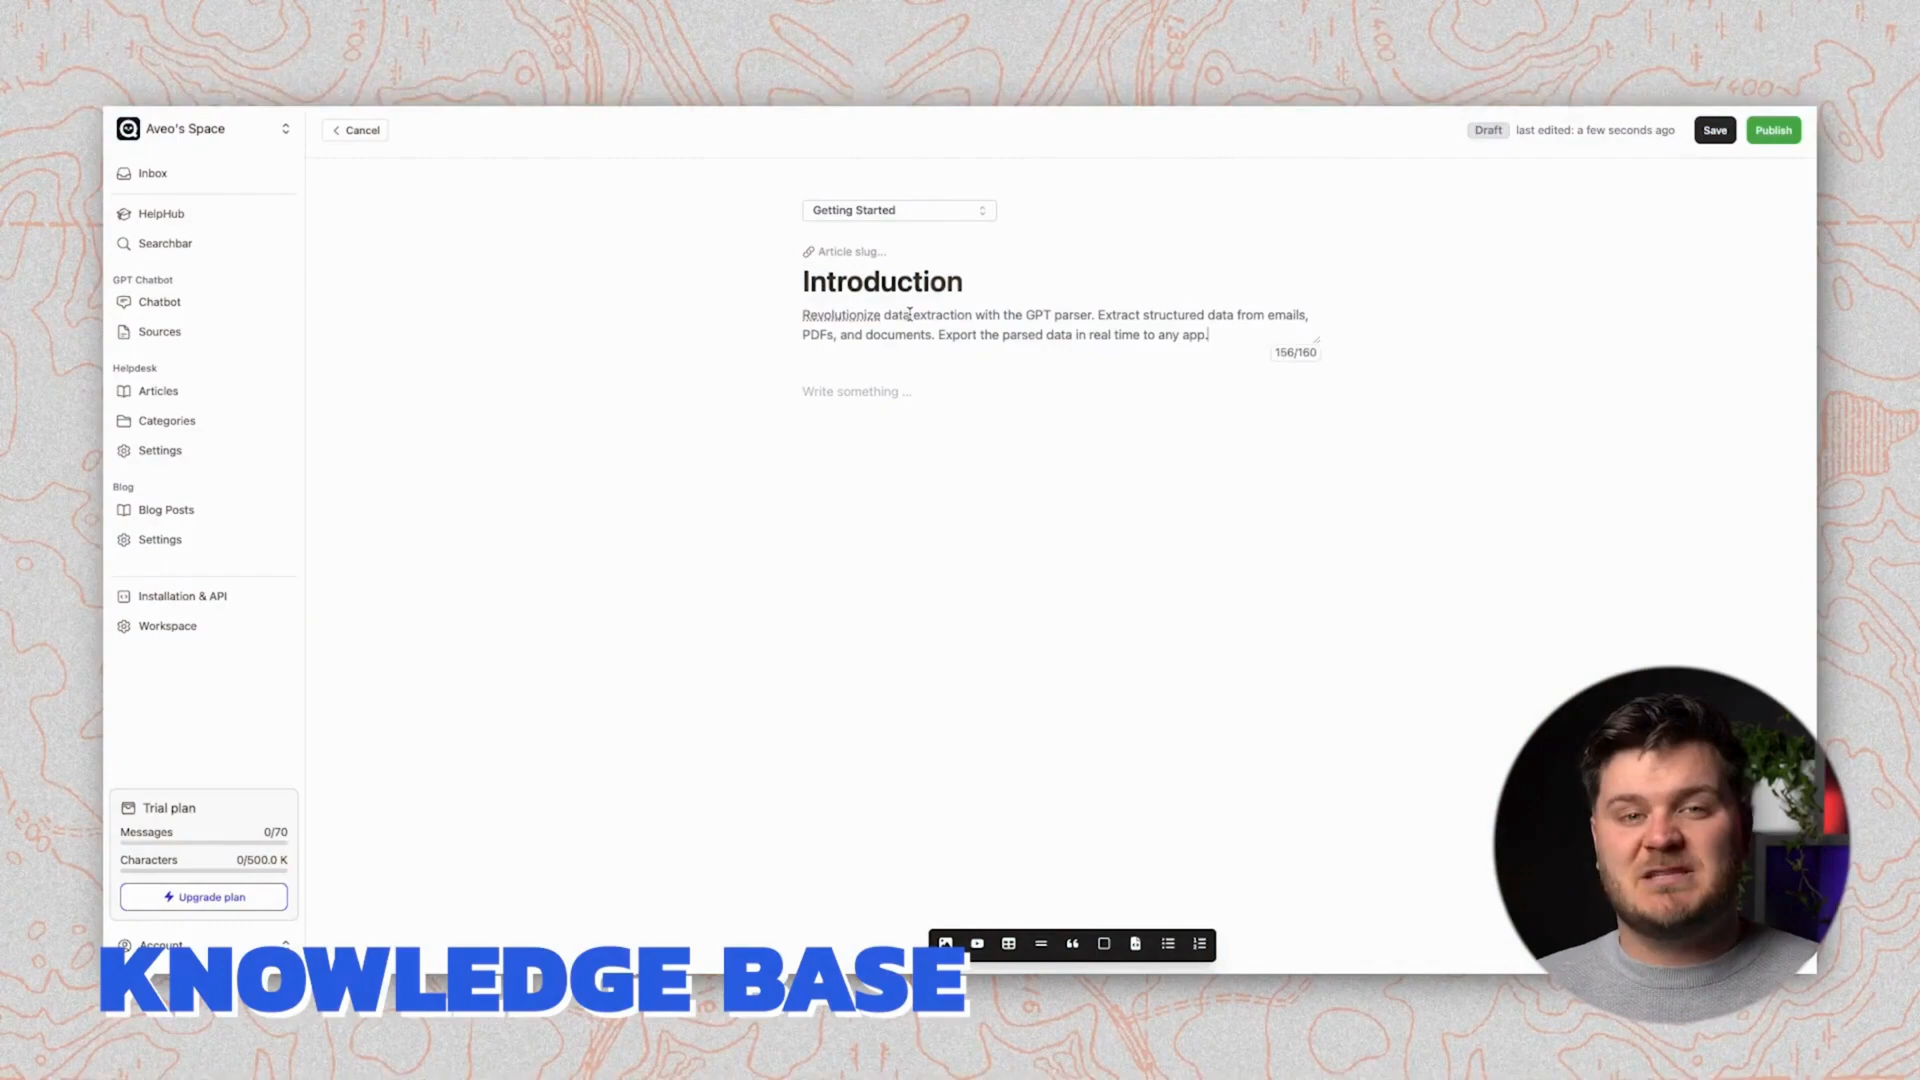 Aveo's Space
Cancel
Draft
last edited: a few seconds ago
Save
Publish
Inbox
HelpHub
Searchbar
GPT Chatbot
Chatbot
Sources
Helpdesk
Articles
Categories
Settings
Blog
Blog Posts
Settings
Installation & API
Workspace
Getting Started
Article slug...
Introduction
Revolutionize data extraction with the GPT parser. Extract structured data from emails,
PDFs, and documents. Export the parsed data in real time to any app.
156/160
Write something ...
Trial plan
Messages 0/70
Characters 0/500.0 K
Upgrade plan
Account
KNOWLEDGE BASE